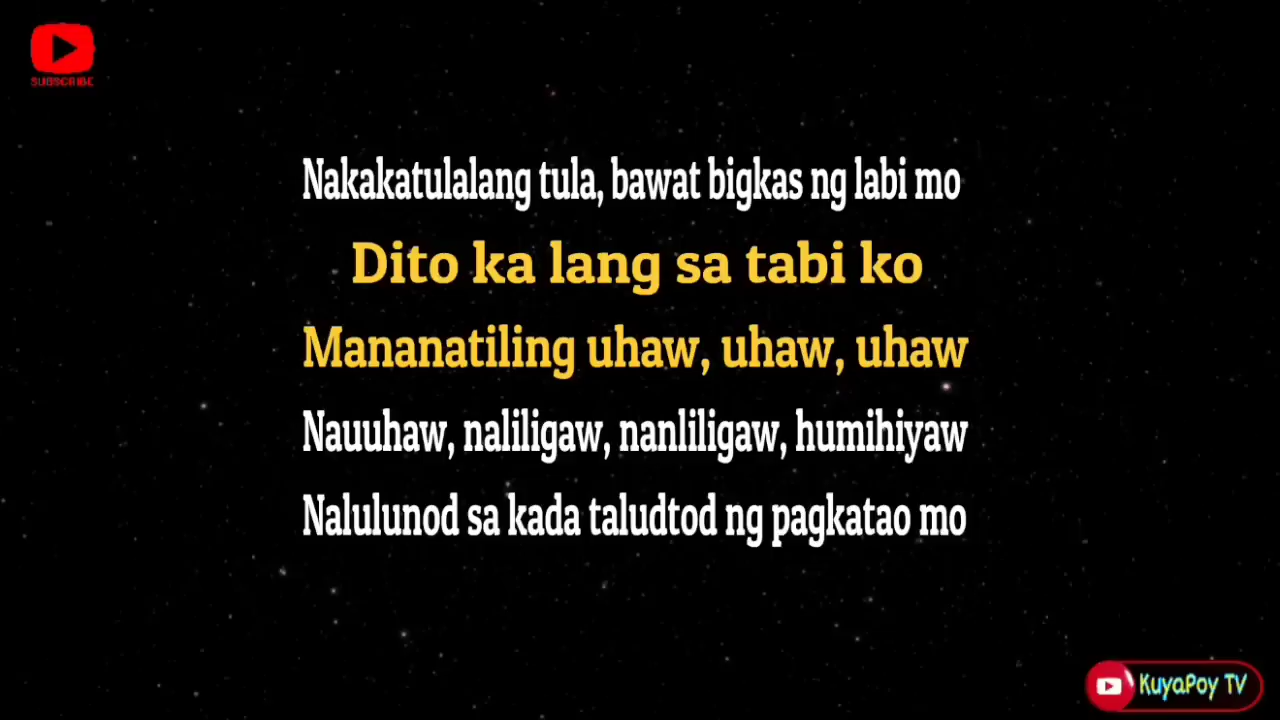 SUBSCRIBE
Nakakatulalang tula, bawat bigkas ng labi mo
Dito ka lang sa tabi ko
Mananatiling uhaw, uhaw, uhaw
Nauuhaw, naliligaw, nanliligaw, humihiyaw
Nalulunod sa kada taludtod ng pagkatao mo
KuyaPoy TV